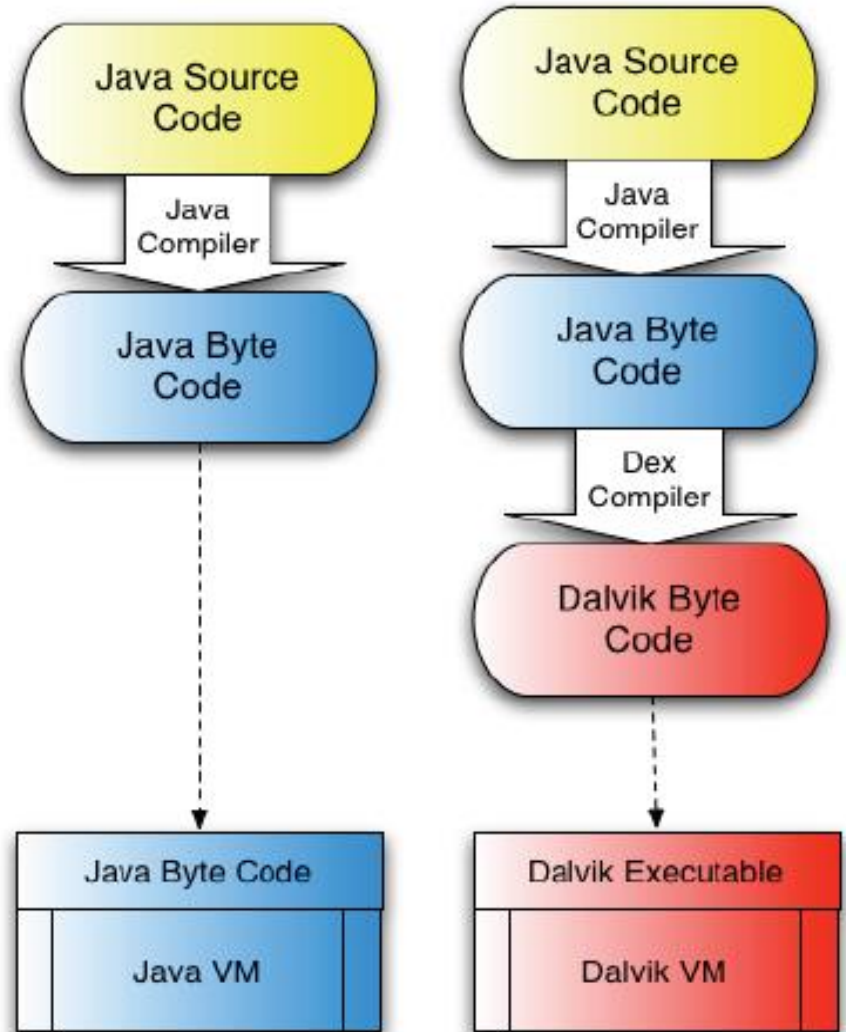 Java Source
Code
Java
Compiler
Java Byte
Code
Java Byte Code
Java VM
Java Source
Code
Java
Compiler
Java Byte
Code
Dex
Compiler
Dalvik Byte
Code
Dalvik Executable
Dalvik VM